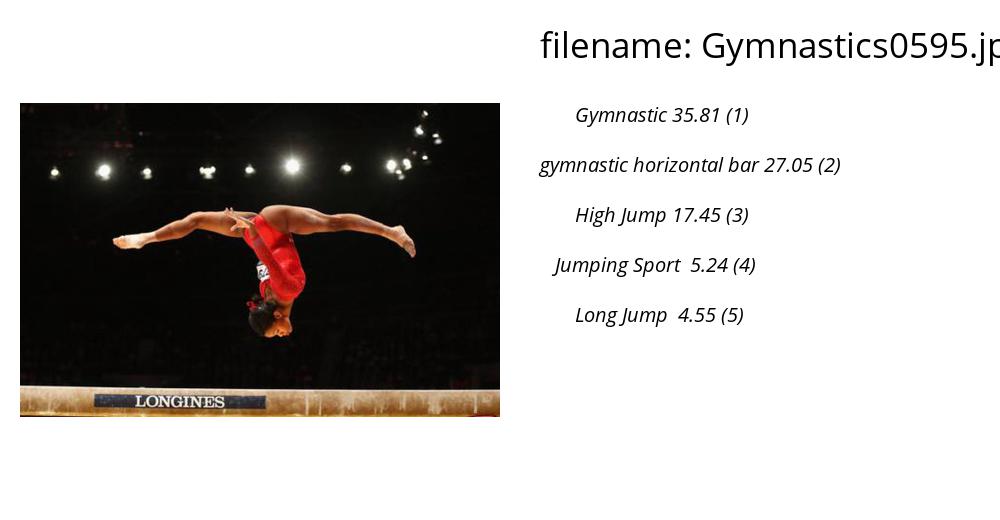 filename: Gymnastics0595.jp
Gymnastic 35.81 (1)
gymnastic horizontal bar 27.05 (2)
High Jump 17.45 (3)
Jumping Sport 5.24 (4)
Long Jump 4.55 (5)
LONGINES